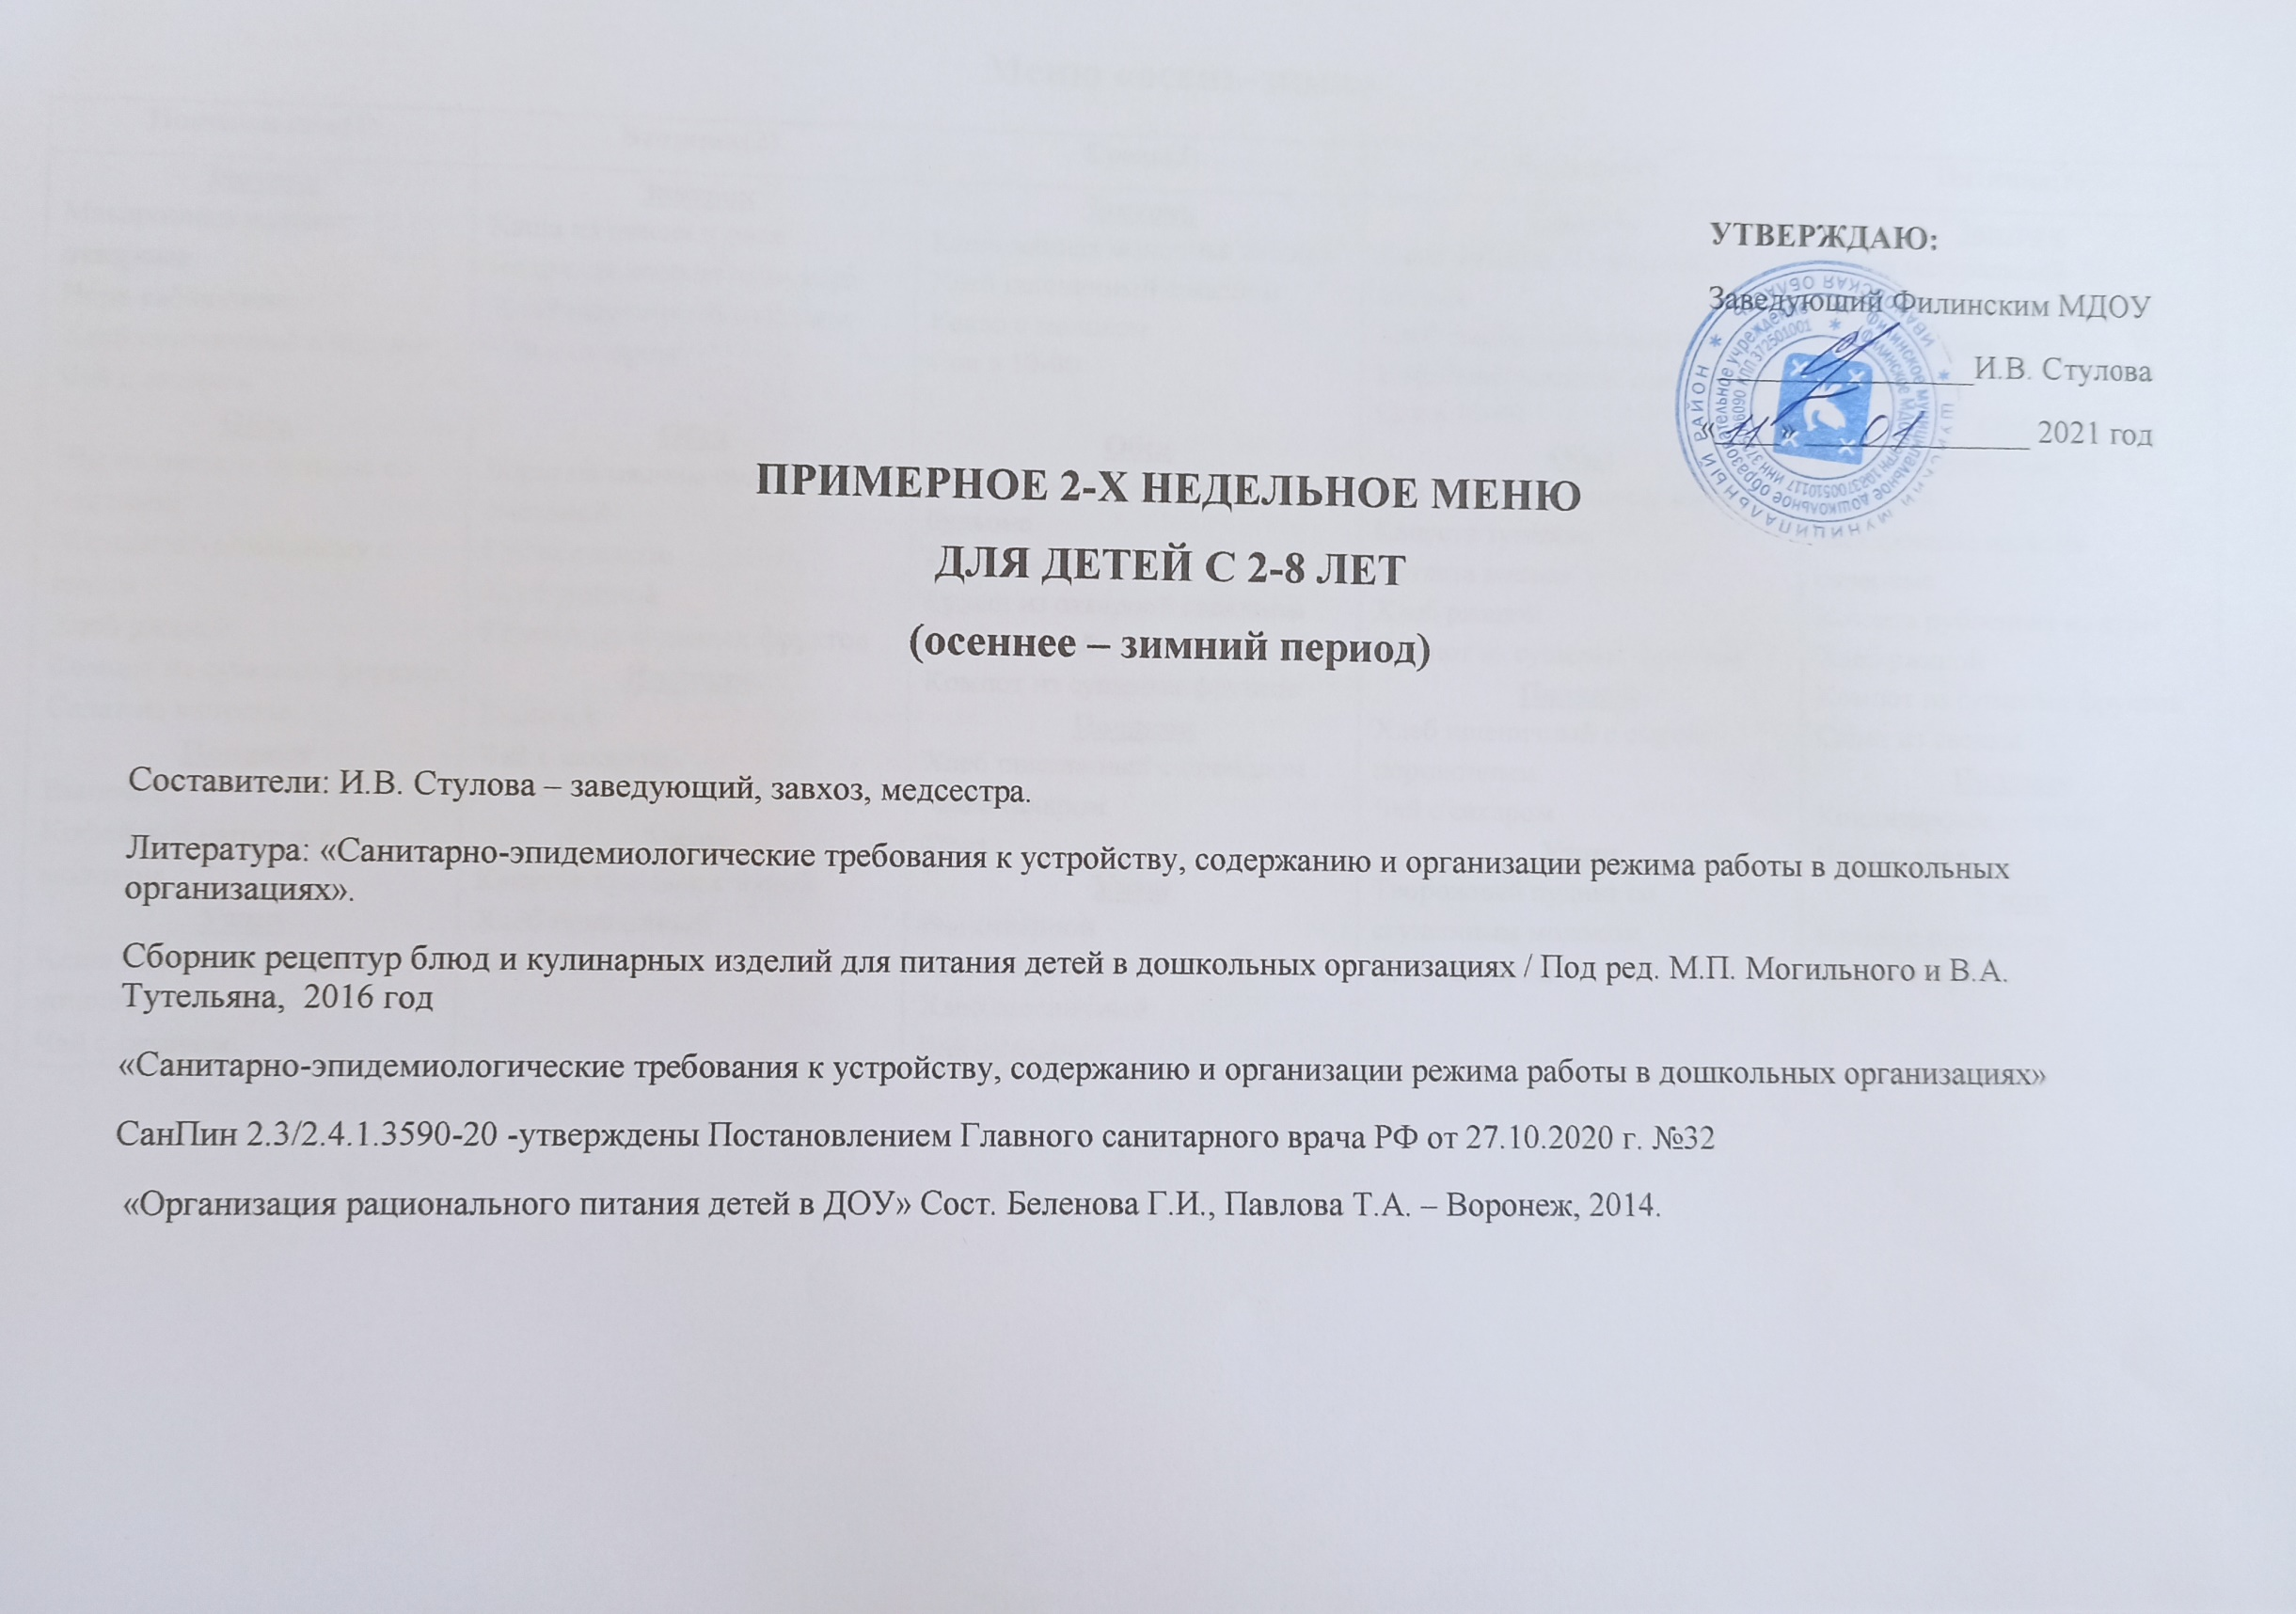 УТВЕРЖДАЮ:
Заведующий Филинским МДОУ
И.В. Стулова
« 11 » 01 2021 год
ПРИМЕРНОЕ 2-Х НЕДЕЛЬНОЕ МЕНЮ
ДЛЯ ДЕТЕЙ С 2-8 ЛЕТ
(осеннее – зимний период)
Составители: И.В. Стулова – заведующий, завхоз, медсестра.
Литература: «Санитарно-эпидемиологические требования к устройству, содержанию и организации режима работы в дошкольных
организациях».
Сборник рецептур блюд и кулинарных изделий для питания детей в дошкольных организациях / Под ред. М.П. Могильного и В.А.
Тутельяна, 2016 год
«Санитарно-эпидемиологические требования к устройству, содержанию и организации режима работы в дошкольных организациях»
СанПин 2.3/2.4.1.3590-20 -утверждены Постановлением Главного санитарного врача РФ от 27.10.2020 г. №32
«Организация рационального питания детей в ДОУ» Сост. Беленова Г.И., Павлова Т.А. – Воронеж, 2014.